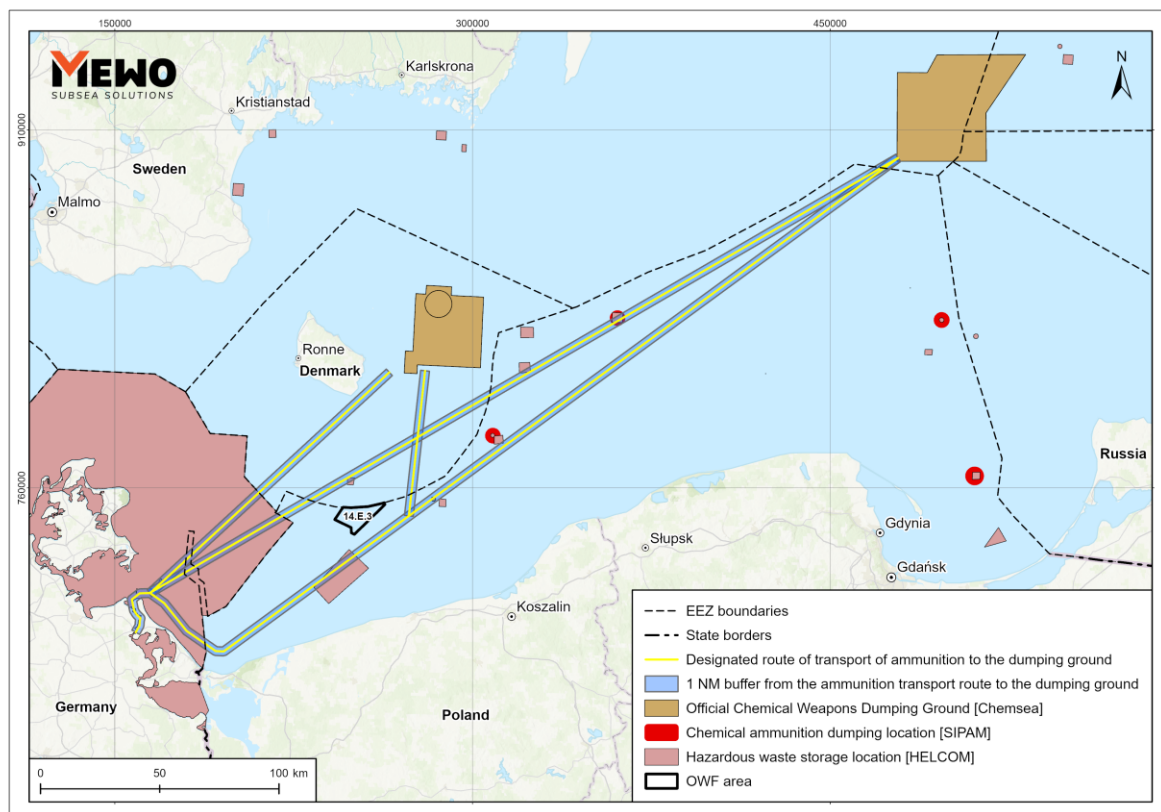 150000
300000
450000
MEWO
SUBSEA SOLUTIONS
Karlskrona
N
Kristianstad
910000
Sweden
Malmo
Ronne
Denmark
Russia
760000
14.E.3
Gdynia
Słupsk
Gdańsk
Koszalin
Germany
Poland
EEZ boundaries
State borders
Designated route of transport of ammunition to the dumping ground
1 NM buffer from the ammunition transport route to the dumping ground
Official Chemical Weapons Dumping Ground [Chemsea]
Chemical ammunition dumping location [SIPAM]
Hazardous waste storage location [HELCOM]
OWF area
0 50 100 km